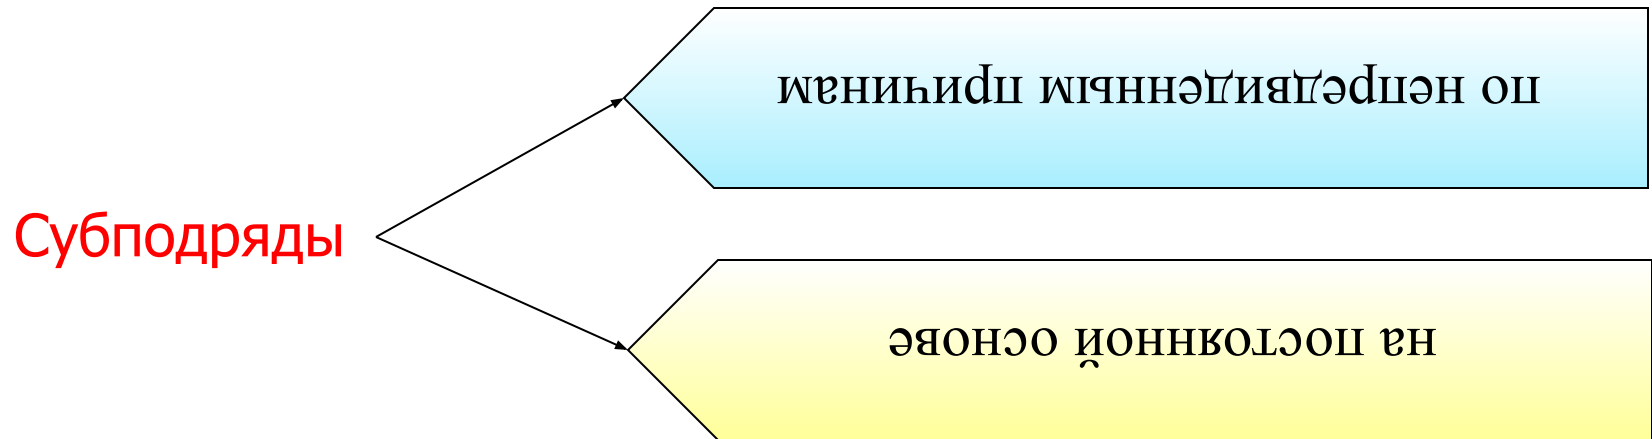 Субподряды
по непредвиденным причинам
на постоянной основе